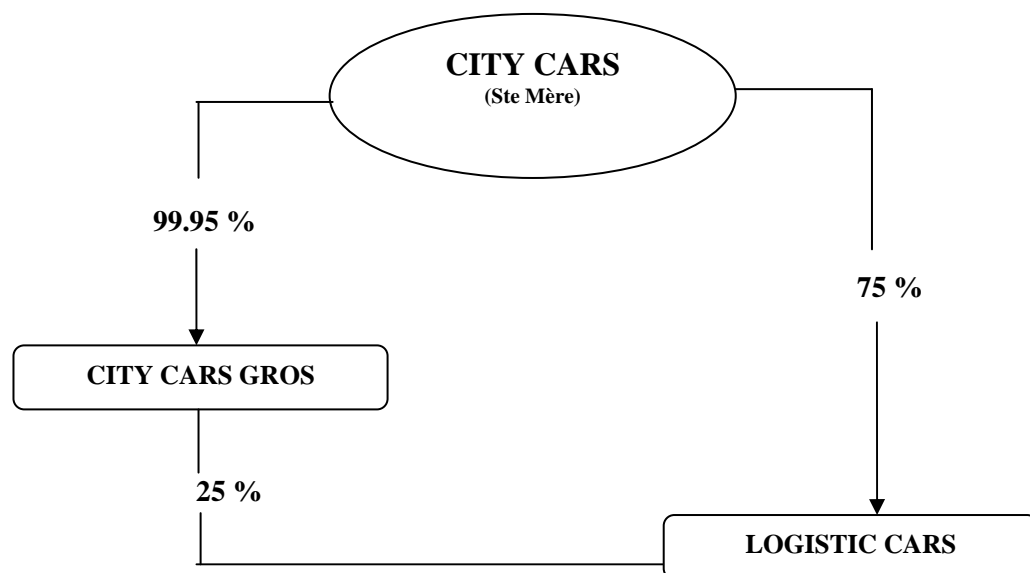 CITY CARS
(Ste Mère)
99.95 %
75 %
CITY CARS GROS
25 %
LOGISTIC CARS